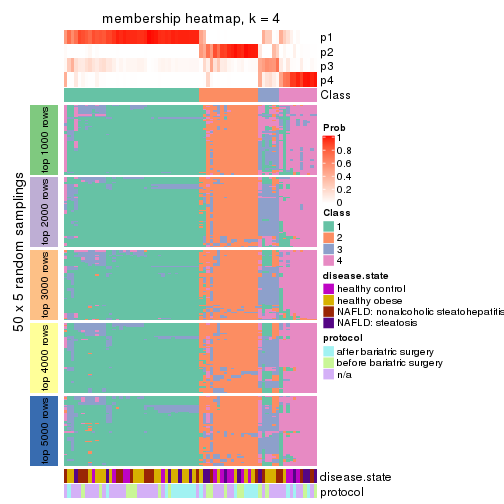 membership heatmap, k = 4
p1
p2
p3
p4
Class
50 x 5 random samplings
top 1000 rows
top 2000 rows
top 3000 rows
top 4000 rows
top 5000 rows
Prob
1
0.8
0.6
0.4
0.2
0
Class
1
2
3
4
disease.state
healthy control
healthy obese
NAFLD: nonalcoholic steatohepatitis
NAFLD: steatosis
protocol
after bariatric surgery
before bariatric surgery
n/a
disease.state
protocol